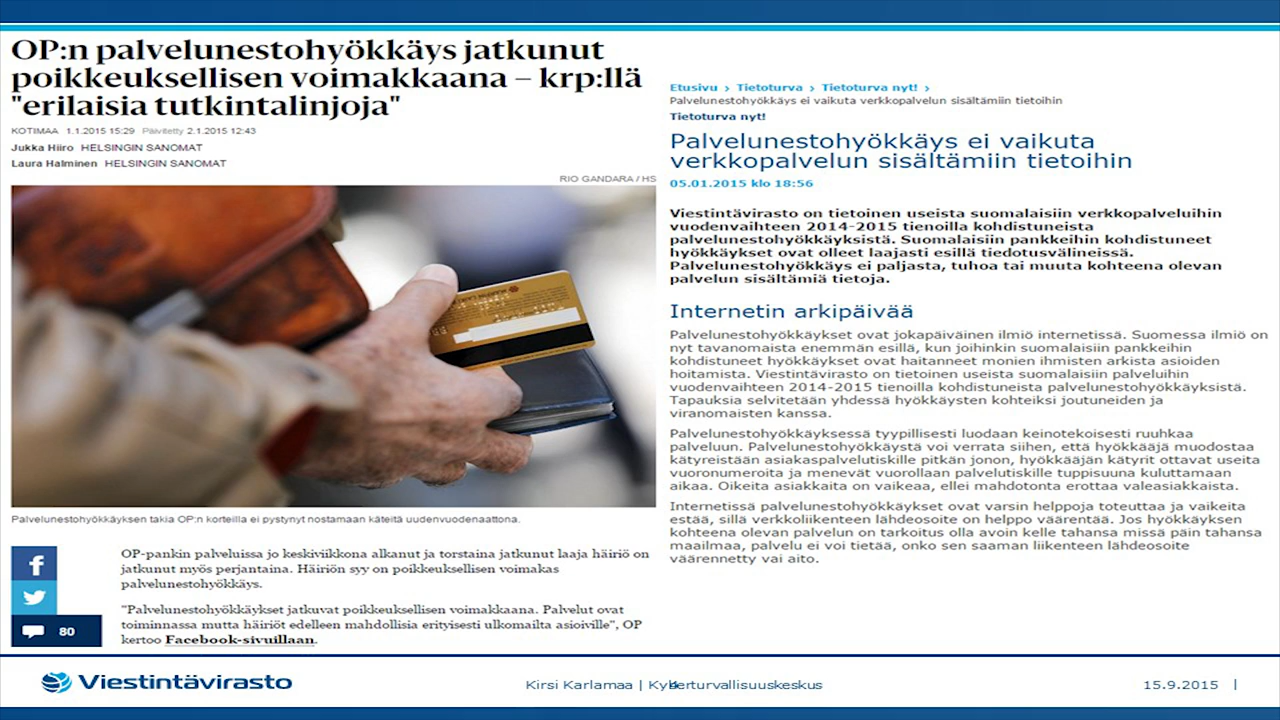 OP:n palvelunestohyökkäys jatkunut
poikkeuksellisen voimakkaana – krp:llä
"erilaisia tutkintalinjoja"
KOTIMAA 1.1.2015 15:29 Päivitetty 2.1.2015 12:43
Jukka Hiiro HELSINGIN SANOMAT
Laura Halminen HELSINGIN SANOMAT
RIO GANDARA / HS
Palvelunestohyökkäyksen takia OP:n korteilla ei pystynyt nostamaan käteitä uudenvuodenaattona.
OP-pankin palveluissa jo keskiviikkona alkanut ja torstaina jatkunut laaja häiriö on
jatkunut myös perjantaina. Häiriön syy on poikkeuksellisen voimakas
palvelunestohyökkäys.
"Palvelunestohyökkäykset jatkuvat poikkeuksellisen voimakkaana. Palvelut ovat
toiminnassa mutta häiriöt edelleen mahdollisia erityisesti ulkomailta asioiville", OP
kertoo Facebook-sivuillaan.
80
Etusivu › Tietoturva › Tietoturva nyt! ›
Palvelunestohyökkäys ei vaikuta verkkopalvelun sisältämiin tietoihin
Tietoturva nyt!
Palvelunestohyökkäys ei vaikuta
verkkopalvelun sisältämiin tietoihin
05.01.2015 klo 18:56
Viestintävirasto on tietoinen useista suomalaisiin verkkopalveluihin
vuodenvaihteen 2014-2015 tienoilla kohdistuneista
palvelunestohyökkäyksistä. Suomalaisiin pankkeihin kohdistuneet
hyökkäykset ovat olleet laajasti esillä tiedotusvälineissä.
Palvelunestohyökkäys ei paljasta, tuhoa tai muuta kohteena olevan
palvelun sisältämiä tietoja.
Internetin arkipäivää
Palvelunestohyökkäykset ovat jokapäiväinen ilmiö internetissä. Suomessa ilmiö on
nyt tavanomaista enemmän esillä, kun joihinkin suomalaisiin pankkeihin
kohdistuneet hyökkäykset ovat haitanneet monien ihmisten arkista asioiden
hoitamista. Viestintävirasto on tietoinen useista suomalaisiin palveluihin
vuodenvaihteen 2014-2015 tienoilla kohdistuneista palvelunestohyökkäyksistä.
Tapauksia selvitetään yhdessä hyökkäysten kohteiksi joutuneiden ja
viranomaisten kanssa.
Palvelunestohyökkäyksessä tyypillisesti luodaan keinotekoisesti ruuhkaa
palveluun. Palvelunestohyökkäystä voi verrata siihen, että hyökkääjä muodostaa
kätyreistään asiakaspalvelutiskille pitkän jonon, hyökkääjän kätyrit ottavat useita
vuoronumeroita ja menevät vuorollaan palvelutiskille tuppisuuna kuluttamaan
aikaa. Oikeita asiakkaita on vaikeaa, ellei mahdotonta erottaa valeasiakkaista.
Internetissä palvelunestohyökkäykset ovat varsin helppoja toteuttaa ja vaikeita
estää, sillä verkkoliikenteen lähdeosoite on helppo väärentää. Jos hyökkäyksen
kohteena olevan palvelun on tarkoitus olla avoin kelle tahansa missä päin tahansa
maailmaa, palvelu ei voi tietää, onko sen saaman liikenteen lähdeosoite
väärennetty vai aito.
Viestintävirasto
Kirsi Karlamaa | Kyberturvallisuuskeskus
4
15.9.2015 |